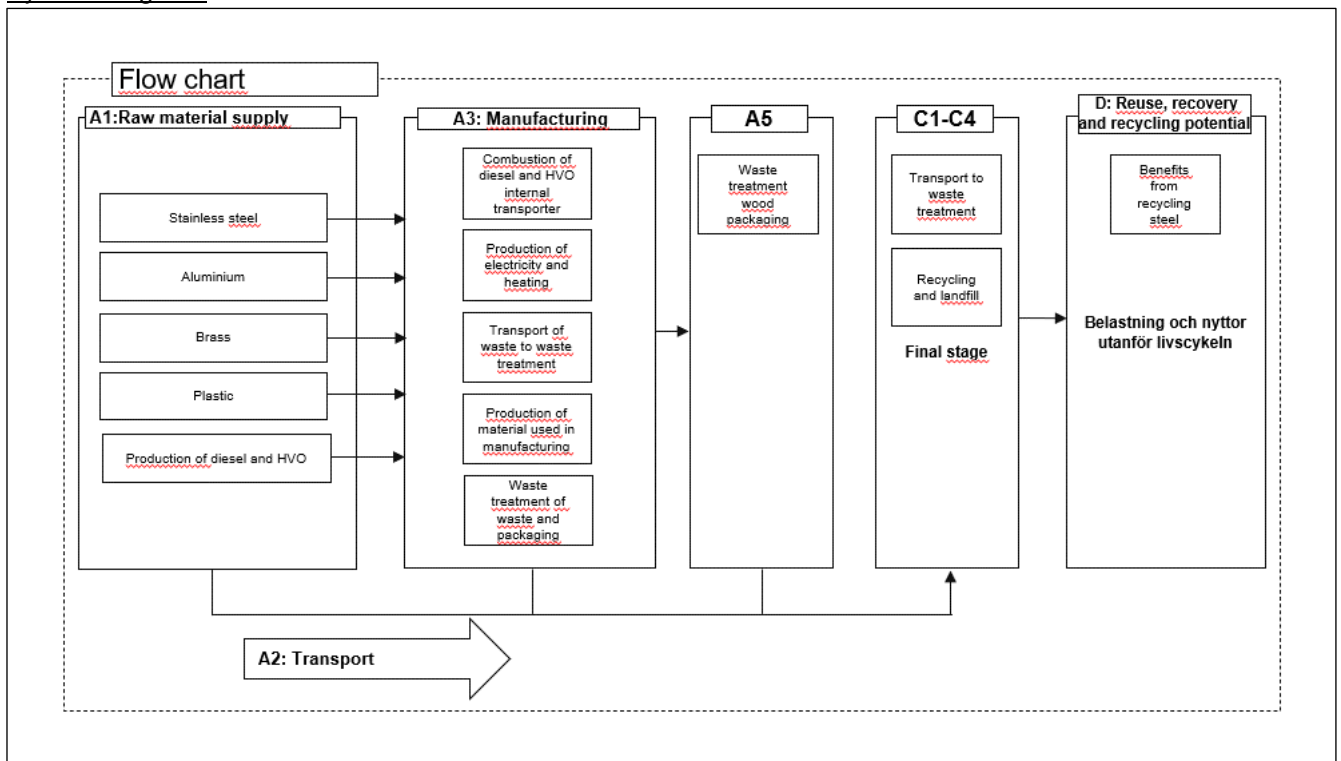 Flow chart
A1:Raw material supply
Stainless steel
Aluminium
Brass
Plastic
Production of diesel and HVO
A3: Manufacturing
Combustion of
diesel and HVO
internal
transporter
Production of
electricity and
heating
Transport of
waste to waste
treatment
Production of
material used in
manufacturing
Waste
treatment of
waste and
packaging
A5
Waste
treatment
wood
packaging
C1-C4
Transport to
waste
treatment
Recycling
and landfill
Final stage
D: Reuse, recovery
and recycling potential
Benefits
from
recycling
steel
Belastning och nyttor
utanför livscykeln
A2: Transport